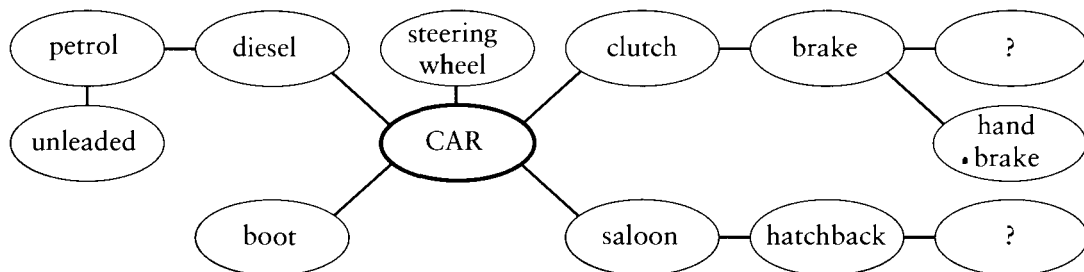 petrol
diesel
steering
wheel
clutch
brake
?
unleaded
CAR
hand
brake
boot
saloon
hatchback
?